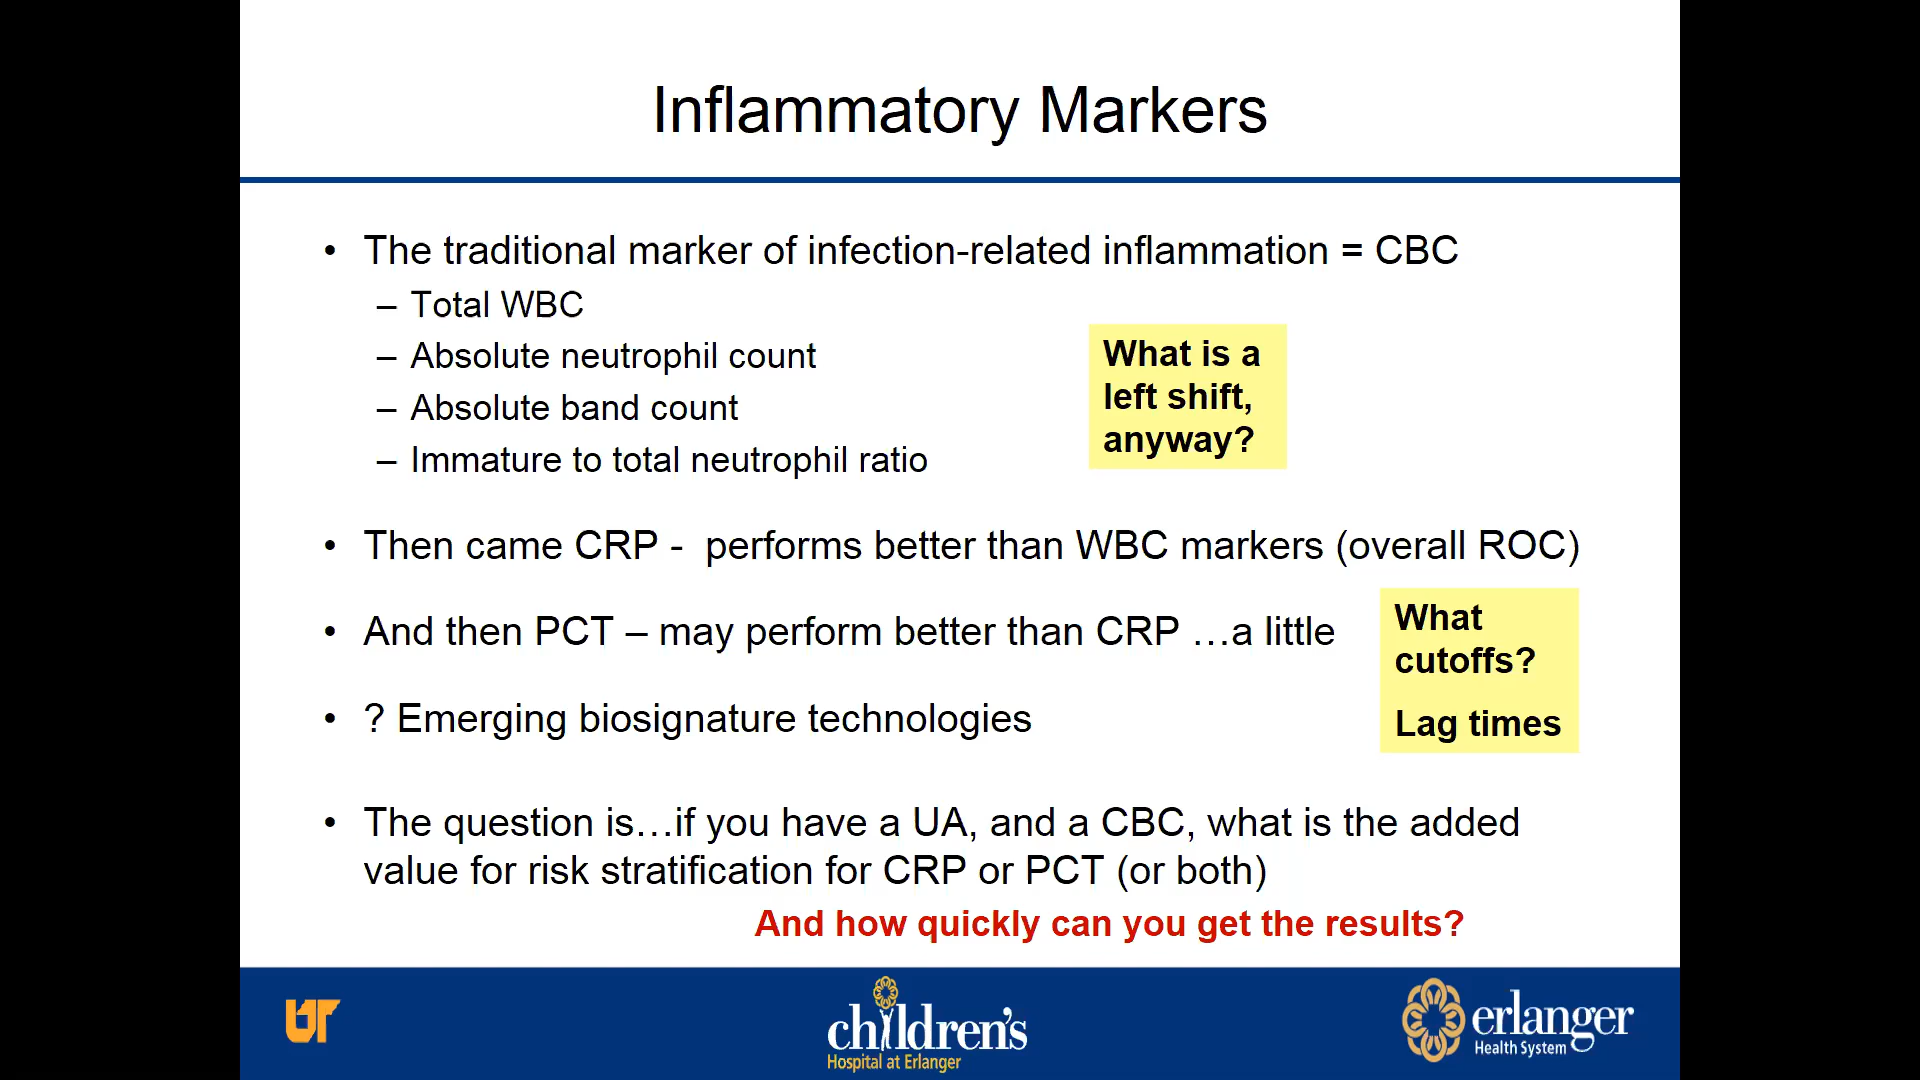 Inflammatory Markers
• The traditional marker of infection-related inflammation = CBC
– Total WBC
– Absolute neutrophil count
– Absolute band count
– Immature to total neutrophil ratio
What is a
left shift,
anyway?
• Then came CRP -  performs better than WBC markers (overall ROC)
• And then PCT – may perform better than CRP …a little
What
cutoffs?
Lag times
• ? Emerging biosignature technologies
• The question is…if you have a UA, and a CBC, what is the added
value for risk stratification for CRP or PCT (or both)
And how quickly can you get the results?
UT
children's
Hospital at Erlanger
erlanger
Health System